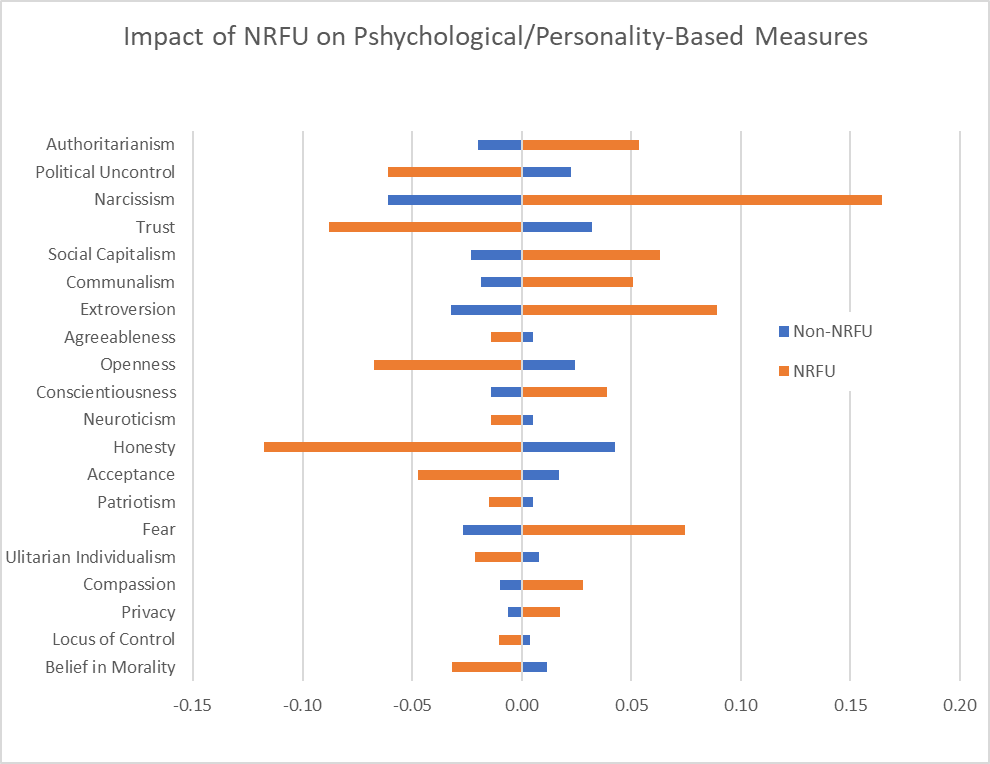 Impact of NRFU on Pshychological/Personality-Based Measures
Authoritarianism
Political Uncontrol
Narcissism
Trust
Social Capitalism
Communalism
Extroversion
Agreeableness
Openness
Conscientiousness
Neuroticism
Honesty
Acceptance
Patriotism
Fear
Ulitarian Individualism
Compassion
Privacy
Locus of Control
Belief in Morality
Non-NRFU
NRFU
-0.15 -0.10 -0.05 0.00 0.05 0.10 0.15 0.20